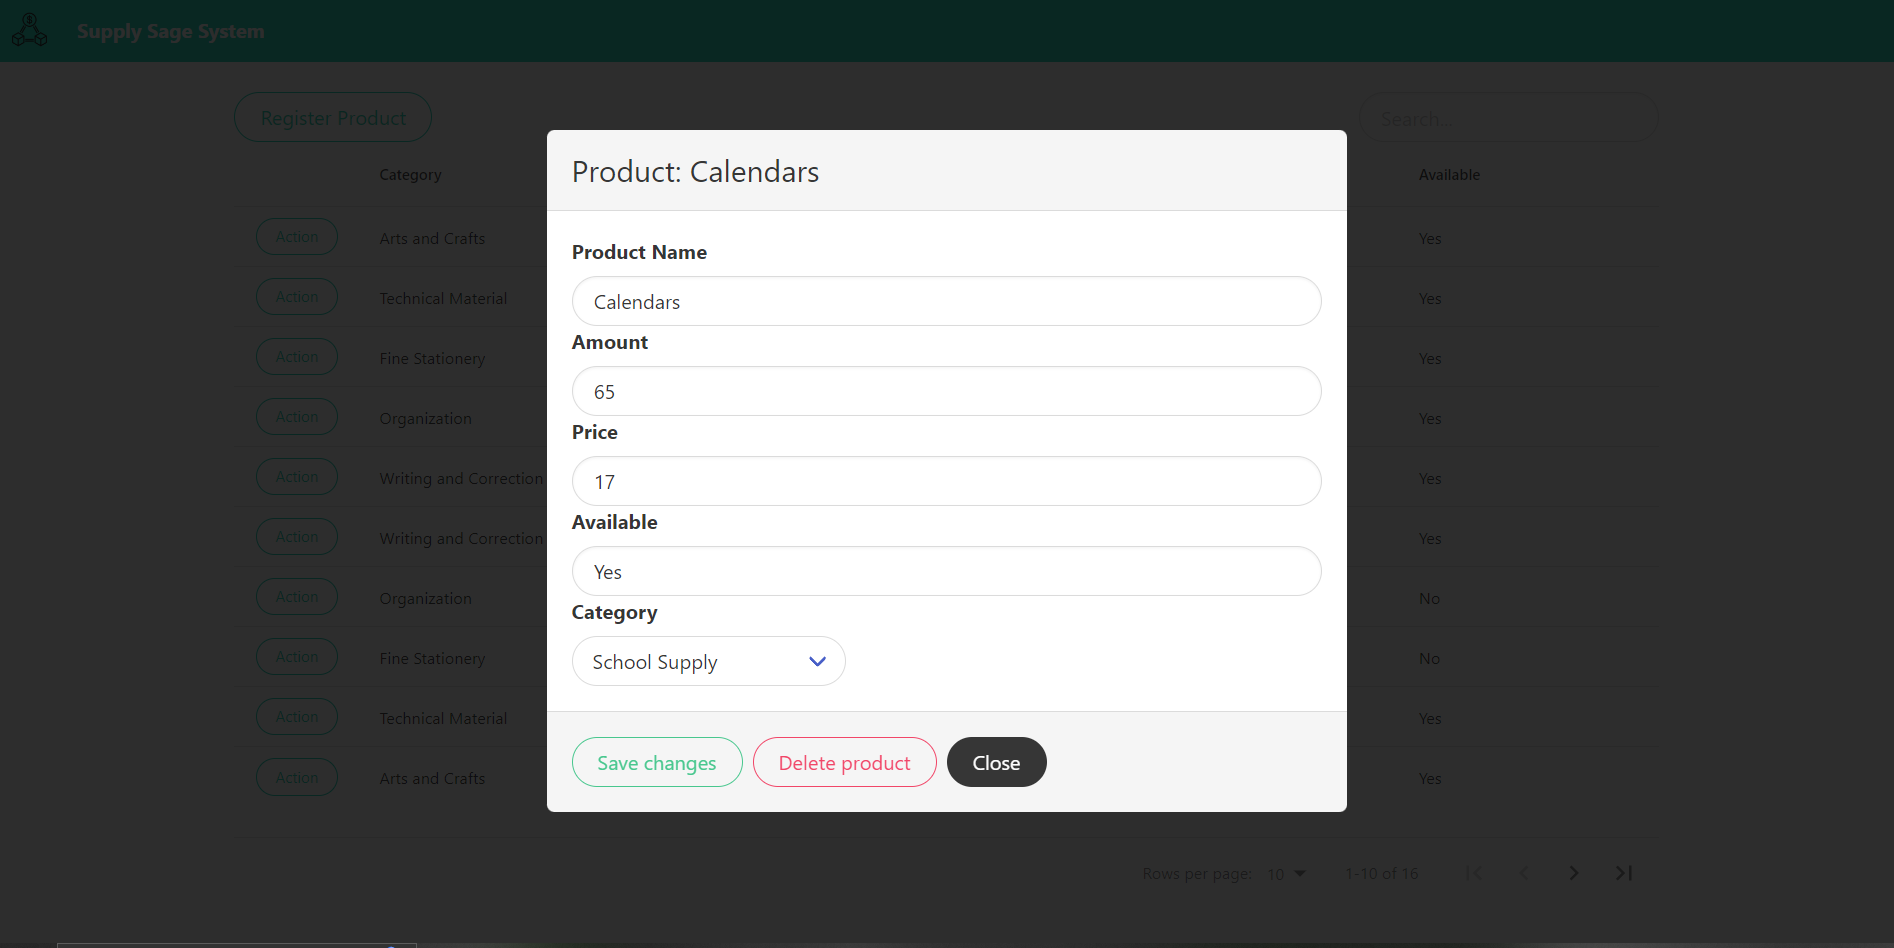 Supply Sage System
Register Product
Search...
Category
Available
Action Arts and Crafts Yes
Action Technical Material Yes
Action Fine Stationery Yes
Action Organization Yes
Action Writing and Correction Yes
Action Writing and Correction Yes
Action Organization No
Action Fine Stationery No
Action Technical Material Yes
Action Arts and Crafts Yes
Rows per page: 10 1-10 of 16
Product: Calendars
Product Name
Calendars
Amount
65
Price
17
Available
Yes
Category
School Supply
Save changes Delete product Close